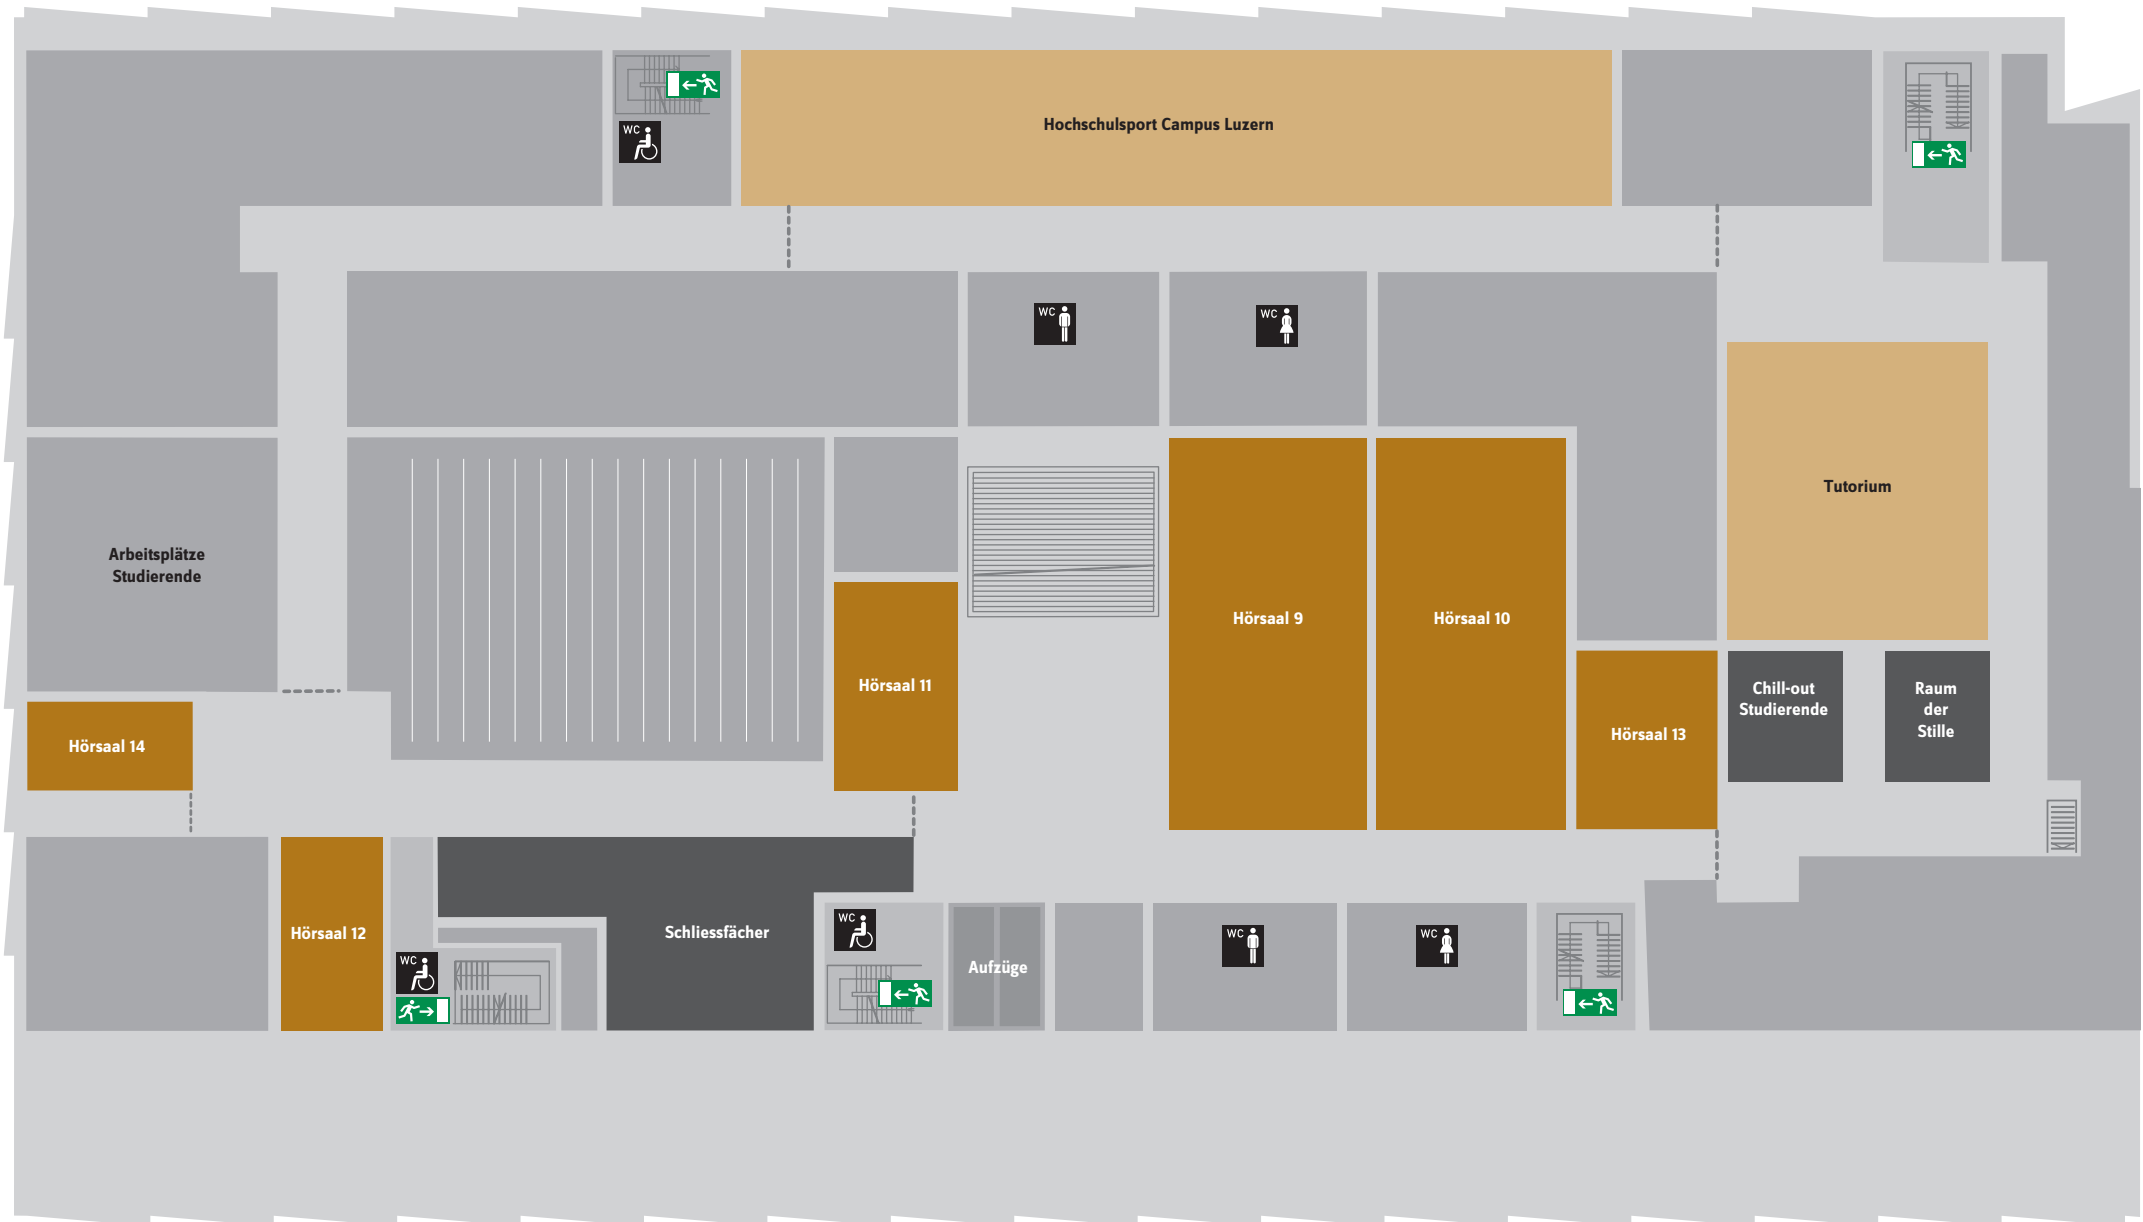 WC
Hochschulsport Campus Luzern
WC
WC
Tutorium
Arbeitsplätze
Studierende
Hörsaal 9
Hörsaal 10
Hörsaal 11
Chill-out
Studierende
Raum
der
Stille
Hörsaal 13
Hörsaal 14
WC
Schliessfächer
Hörsaal 12
WC
WC
WC
Aufzüge